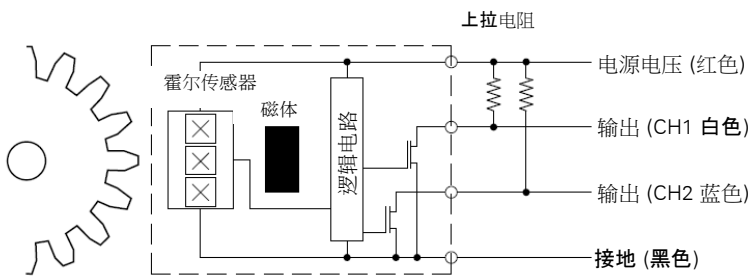 上拉电阻
电源电压 (红色)
霍尔传感器
磁体
逻辑电路
输出 (CH1 白色)
输出 (CH2 蓝色)
接地 (黑色)